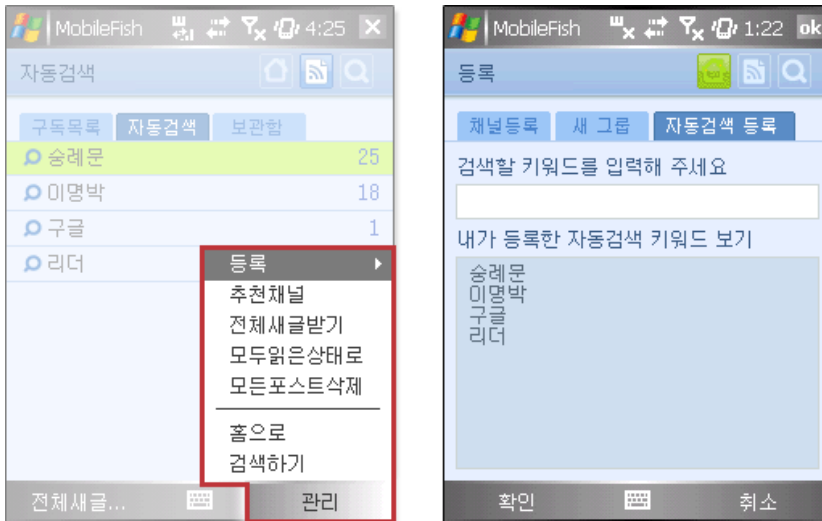 MobileFish 4:25
자동검색
구독목록 자동검색 보관함
숭례문 25
이명박 18
구글 1
리더
등록
추천채널
전체새글받기
모두읽은상태로
모든포스트삭제
홈으로
검색하기
전체새글... 관리
MobileFish 1:22 ok
등록
채널등록 새 그룹 자동검색 등록
검색할 키워드를 입력해 주세요
내가 등록한 자동검색 키워드 보기
숭례문
이명박
구글
리더
확인 취소